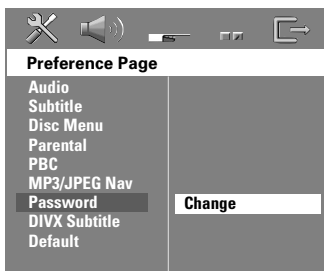 Preference Page
Audio
Subtitle
Disc Menu
Parental
PBC
MP3/JPEG Nav
Password
Change
DIVX Subtitle
Default